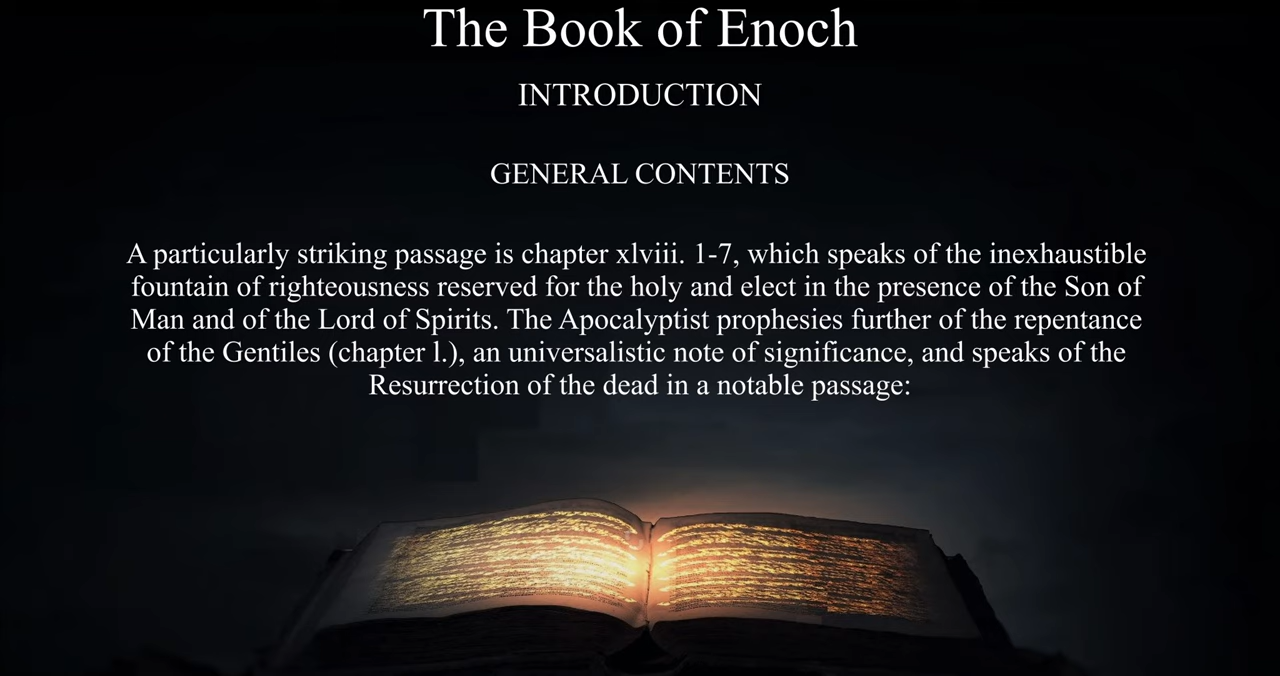 The Book of Enoch
INTRODUCTION
GENERAL CONTENTS
A particularly striking passage is chapter xlviii. 1-7, which speaks of the inexhaustible
fountain of righteousness reserved for the holy and elect in the presence of the Son of
Man and of the Lord of Spirits. The Apocalyptist prophesies further of the repentance
of the Gentiles (chapter l.), an universalistic note of significance, and speaks of the
Resurrection of the dead in a notable passage: